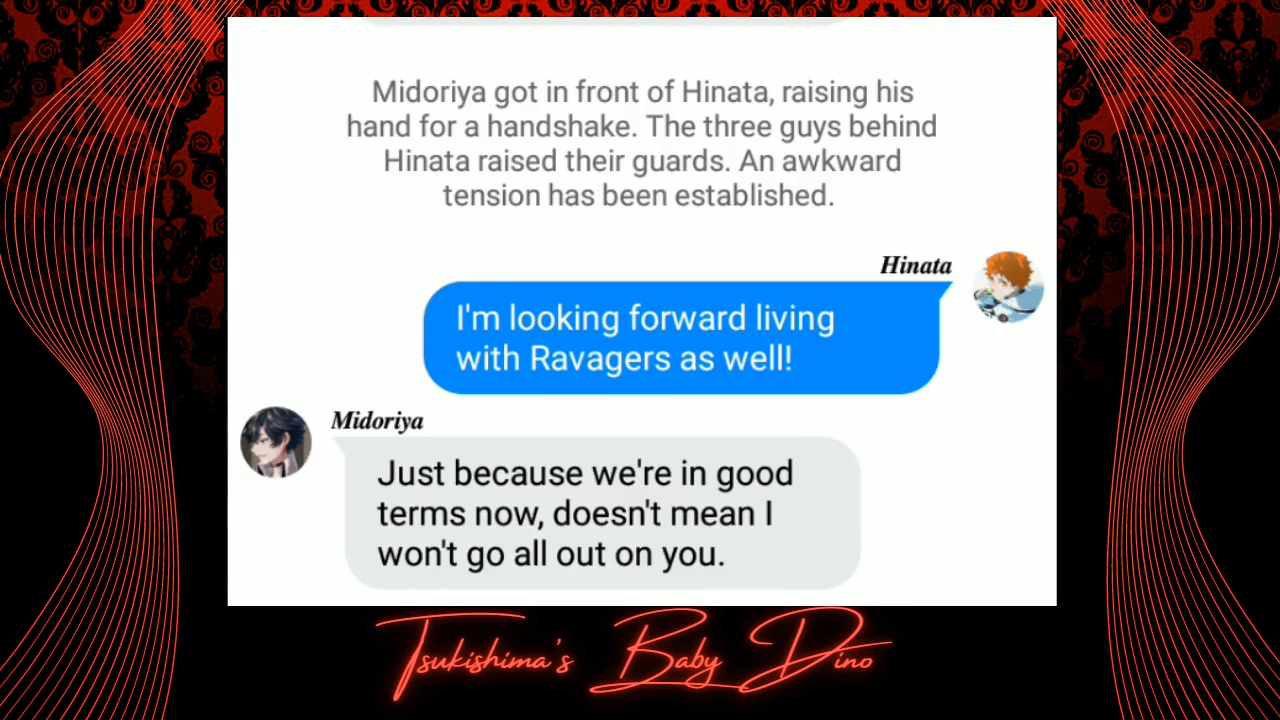 Midoriya got in front of Hinata, raising his
hand for a handshake. The three guys behind
Hinata raised their guards. An awkward
tension has been established.
Hinata
I'm looking forward living
with Ravagers as well!
Midoriya
Just because we're in good
terms now, doesn't mean I
won't go all out on you.
Tsukishima's Baby Dino